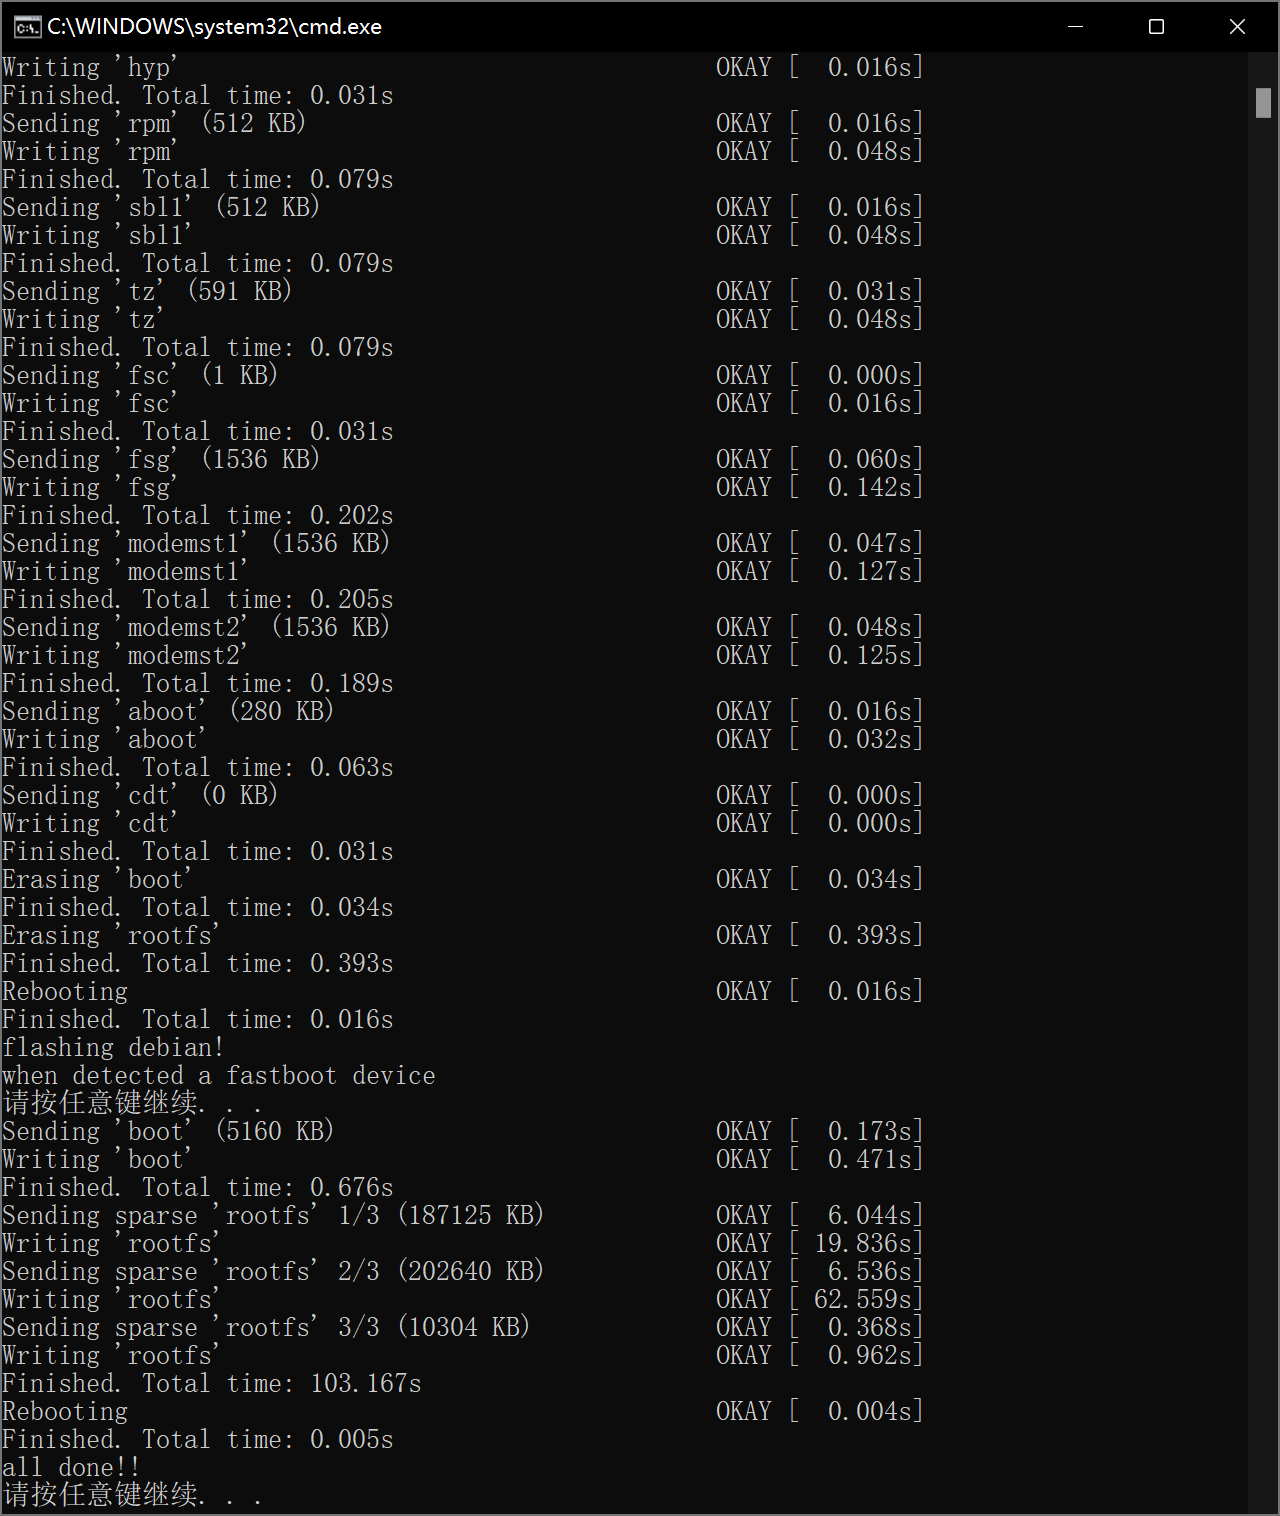 C:\WINDOWS\system32\cmd.exe
Writing 'hyp' OKAY [  0.016s]
Finished. Total time: 0.031s
Sending 'rpm' (512 KB) OKAY [  0.016s]
Writing 'rpm' OKAY [  0.048s]
Finished. Total time: 0.079s
Sending 'sbl1' (512 KB) OKAY [  0.016s]
Writing 'sbl1' OKAY [  0.048s]
Finished. Total time: 0.079s
Sending 'tz' (591 KB) OKAY [  0.031s]
Writing 'tz' OKAY [  0.048s]
Finished. Total time: 0.079s
Sending 'fsc' (1 KB) OKAY [  0.000s]
Writing 'fsc' OKAY [  0.016s]
Finished. Total time: 0.031s
Sending 'fsg' (1536 KB) OKAY [  0.060s]
Writing 'fsg' OKAY [  0.142s]
Finished. Total time: 0.202s
Sending 'modemst1' (1536 KB) OKAY [  0.047s]
Writing 'modemst1' OKAY [  0.127s]
Finished. Total time: 0.205s
Sending 'modemst2' (1536 KB) OKAY [  0.048s]
Writing 'modemst2' OKAY [  0.125s]
Finished. Total time: 0.189s
Sending 'aboot' (280 KB) OKAY [  0.016s]
Writing 'aboot' OKAY [  0.032s]
Finished. Total time: 0.063s
Sending 'cdt' (0 KB) OKAY [  0.000s]
Writing 'cdt' OKAY [  0.000s]
Finished. Total time: 0.031s
Erasing 'boot' OKAY [  0.034s]
Finished. Total time: 0.034s
Erasing 'rootfs' OKAY [  0.393s]
Finished. Total time: 0.393s
Rebooting OKAY [  0.016s]
Finished. Total time: 0.016s
flashing debian!
when detected a fastboot device
请按任意键继续. . .
Sending 'boot' (5160 KB) OKAY [  0.173s]
Writing 'boot' OKAY [  0.471s]
Finished. Total time: 0.676s
Sending sparse 'rootfs' 1/3 (187125 KB) OKAY [  6.044s]
Writing 'rootfs' OKAY [ 19.836s]
Sending sparse 'rootfs' 2/3 (202640 KB) OKAY [  6.536s]
Writing 'rootfs' OKAY [ 62.559s]
Sending sparse 'rootfs' 3/3 (10304 KB) OKAY [  0.368s]
Writing 'rootfs' OKAY [  0.962s]
Finished. Total time: 103.167s
Rebooting OKAY [  0.004s]
Finished. Total time: 0.005s
all done!!
请按任意键继续. . .